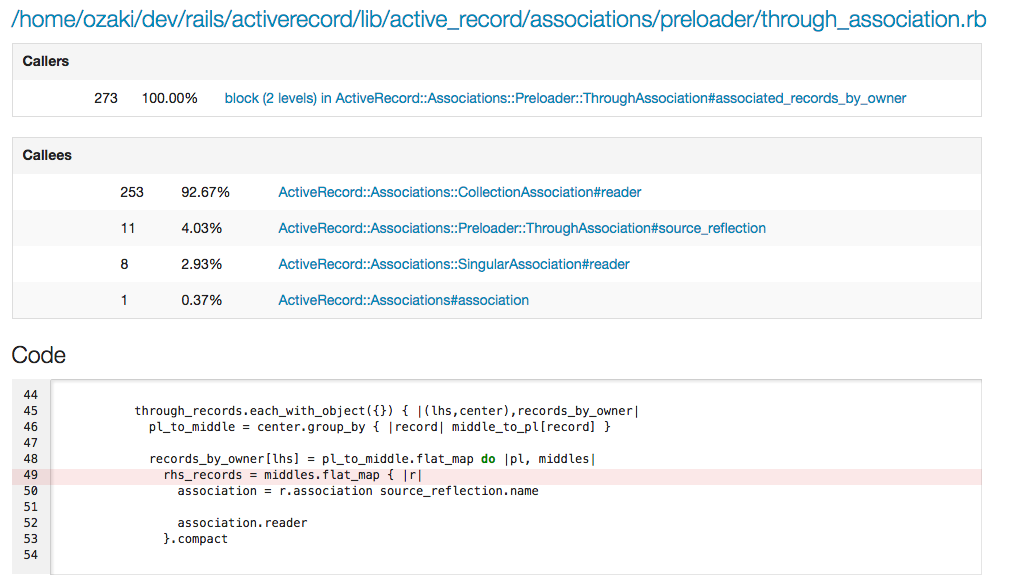 /home/ozaki/dev/rails/activerecord/lib/active_record/associations/preloader/through_association.rb
Callers
273 100.00% block (2 levels) in ActiveRecord::Associations::Preloader::ThroughAssociation#associated_records_by_owner
Callees
253 92.67% ActiveRecord::Associations::CollectionAssociation#reader
11 4.03% ActiveRecord::Associations::Preloader::ThroughAssociation#source_reflection
8 2.93% ActiveRecord::Associations::SingularAssociation#reader
1 0.37% ActiveRecord::Associations#association
Code
44
45 through_records.each_with_object({}) { |(lhs,center),records_by_owner|
46 pl_to_middle = center.group_by { |record| middle_to_pl[record] }
47
48 records_by_owner[lhs] = pl_to_middle.flat_map do |pl, middles|
49 rhs_records = middles.flat_map { |r|
50 association = r.association source_reflection.name
51
52 association.reader
53 }.compact
54